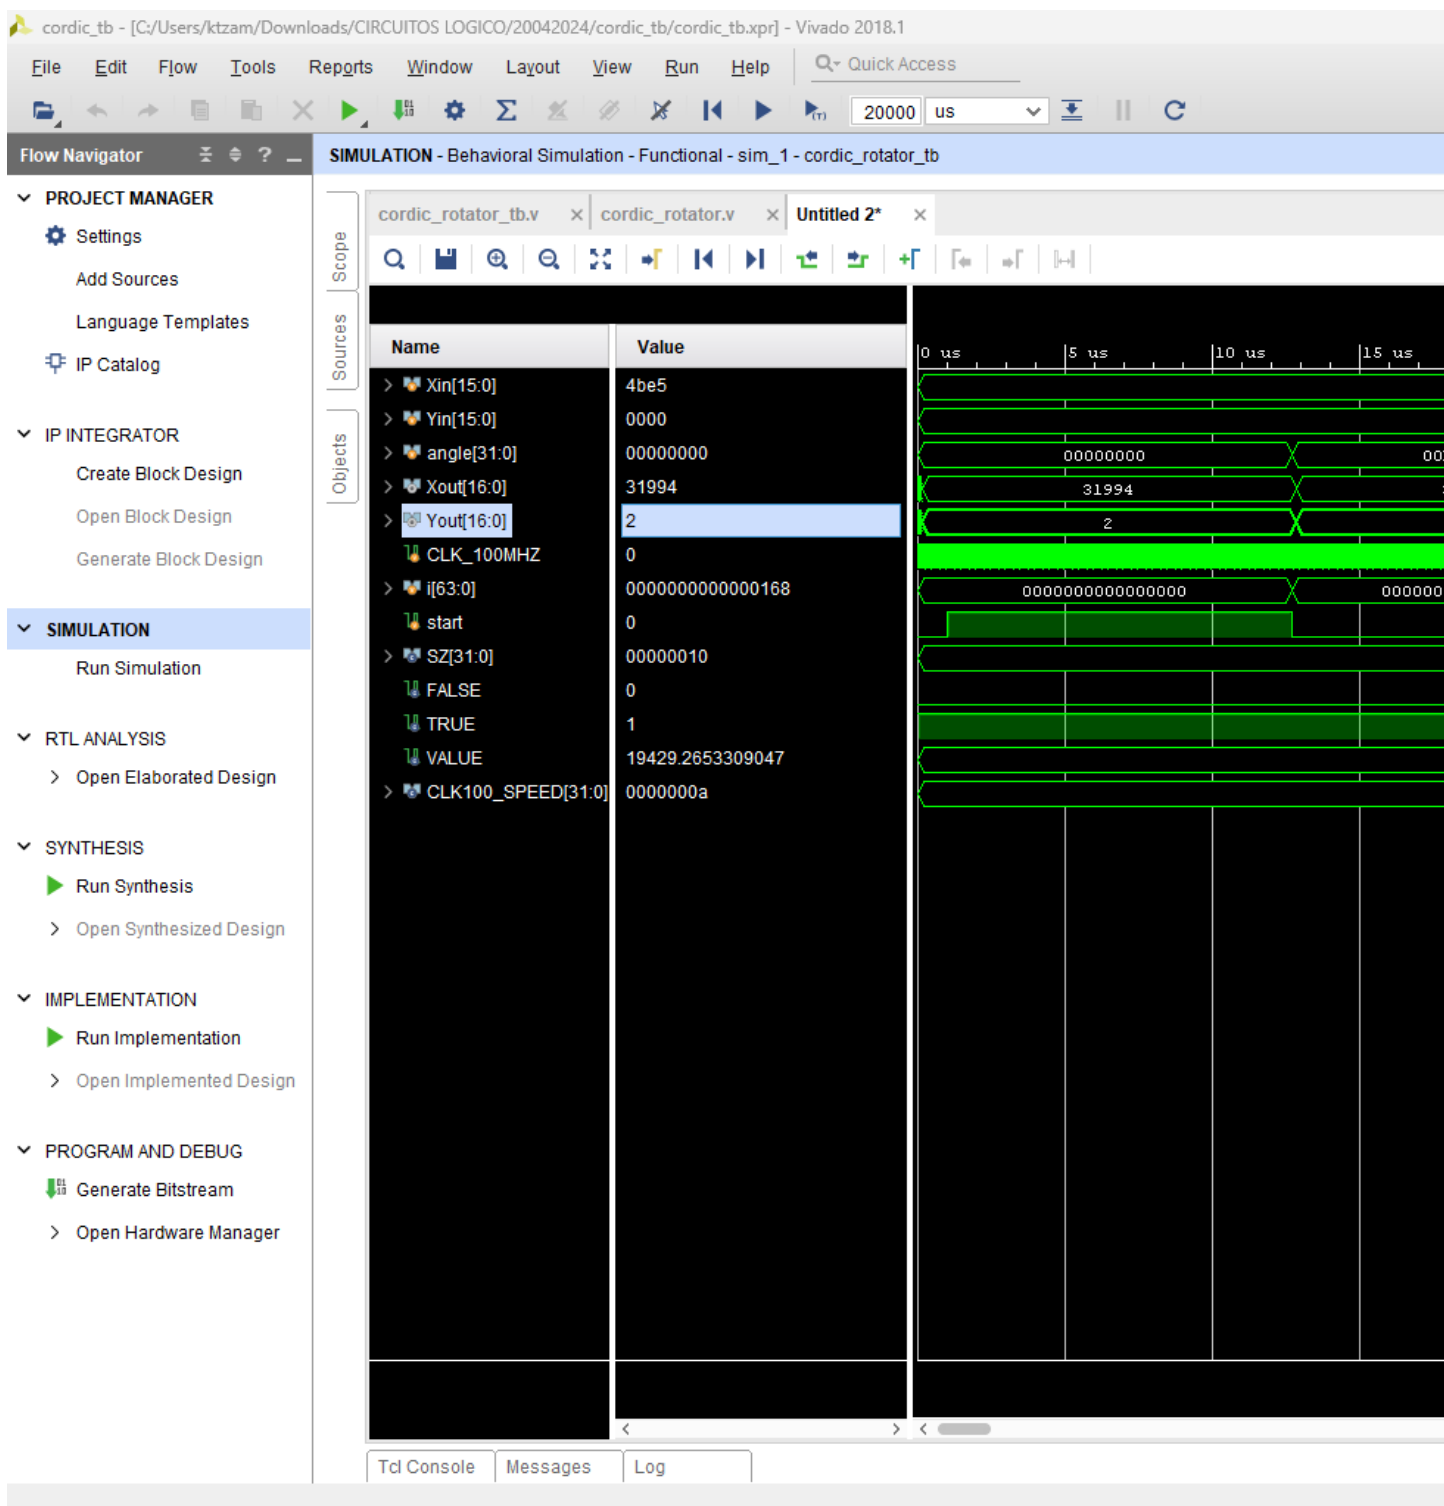 cordic_tb - [C:/Users/ktzam/Downloads/CIRCUITOS LOGICO/20042024/cordic_tb/cordic_tb.xpr] - Vivado 2018.1
File Edit Flow Tools Reports Window Layout View Run Help Quick Access
20000 us
Flow Navigator
SIMULATION - Behavioral Simulation - Functional - sim_1 - cordic_rotator_tb
PROJECT MANAGER
Settings
Add Sources
Language Templates
IP Catalog
IP INTEGRATOR
Create Block Design
Open Block Design
Generate Block Design
SIMULATION
Run Simulation
RTL ANALYSIS
Open Elaborated Design
SYNTHESIS
Run Synthesis
Open Synthesized Design
IMPLEMENTATION
Run Implementation
Open Implemented Design
PROGRAM AND DEBUG
Generate Bitstream
Open Hardware Manager
Scope
Sources
Objects
cordic_rotator_tb.v cordic_rotator.v Untitled 2*
Name Value
0 us 5 us 10 us 15 us
Xin[15:0] 4be5
Yin[15:0] 0000
angle[31:0] 00000000 00000000 00
Xout[16:0] 31994 31994
Yout[16:0] 2 2
CLK_100MHZ 0
i[63:0] 0000000000000168 0000000000000000 000000
start 0
SZ[31:0] 00000010
FALSE 0
TRUE 1
VALUE 19429.2653309047
CLK100_SPEED[31:0] 0000000a
Tcl Console Messages Log